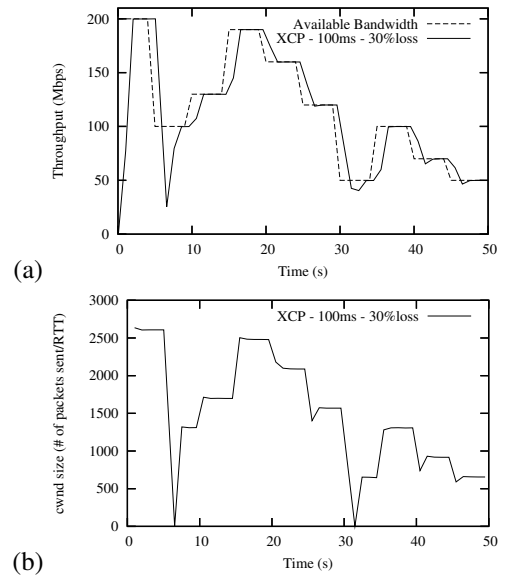 200
150
100
50
0
Throughput (Mbps)
Available Bandwidth
XCP - 100ms - 30%loss
0 10 20 30 40 50
Time (s)
(a)
3000
2500
2000
1500
1000
500
0
cwnd size (# of packets sent/RTT)
XCP - 100ms - 30%loss
0 10 20 30 40 50
Time (s)
(b)